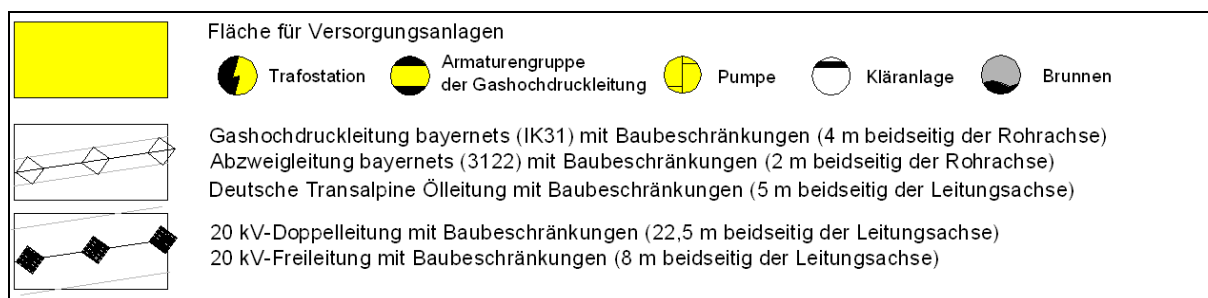 Fläche für Versorgungsanlagen
Trafostation
Armaturengruppe
der Gashochdruckleitung
Pumpe
Kläranlage
Brunnen
Gashochdruckleitung bayernets (IK31) mit Baubeschränkungen (4 m beidseitig der Rohrachse)
Abzweigleitung bayernets (3122) mit Baubeschränkungen (2 m beidseitig der Rohrachse)
Deutsche Transalpine Ölleitung mit Baubeschränkungen (5 m beidseitig der Leitungsachse)
20 kV-Doppelleitung mit Baubeschränkungen (22,5 m beidseitig der Leitungsachse)
20 kV-Freileitung mit Baubeschränkungen (8 m beidseitig der Leitungsachse)